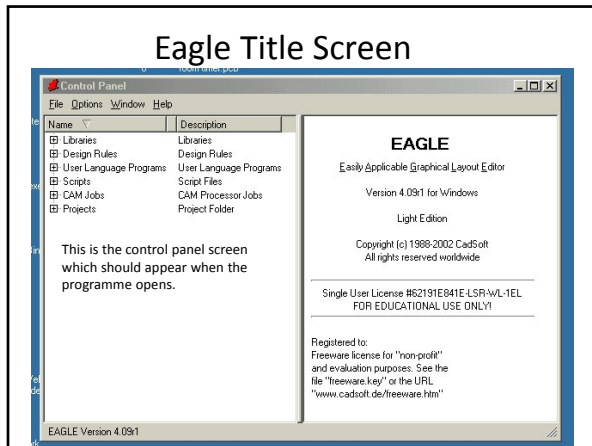 Eagle Title Screen
Control Panel
File Options Window Help
Name Description
Libraries Libraries
Design Rules Design Rules
User Language Programs User Language Programs
Scripts Script Files
CAM Jobs CAM Processor Jobs
Projects Project Folder
This is the control panel screen
which should appear when the
programme opens.
EAGLE
Easily Applicable Graphical Layout Editor
Version 4.09r1 for Windows
Light Edition
Copyright (c) 1988-2002 CadSoft
All rights reserved worldwide
Single User License #62191E841E-LSR-WL-1EL
FOR EDUCATIONAL USE ONLY!
Registered to:
Freeware license for "non-profit"
and evaluation purposes. See the
file "freeware.key" or the URL
"www.cadsoft.de/freeware.htm"
EAGLE Version 4.09r1